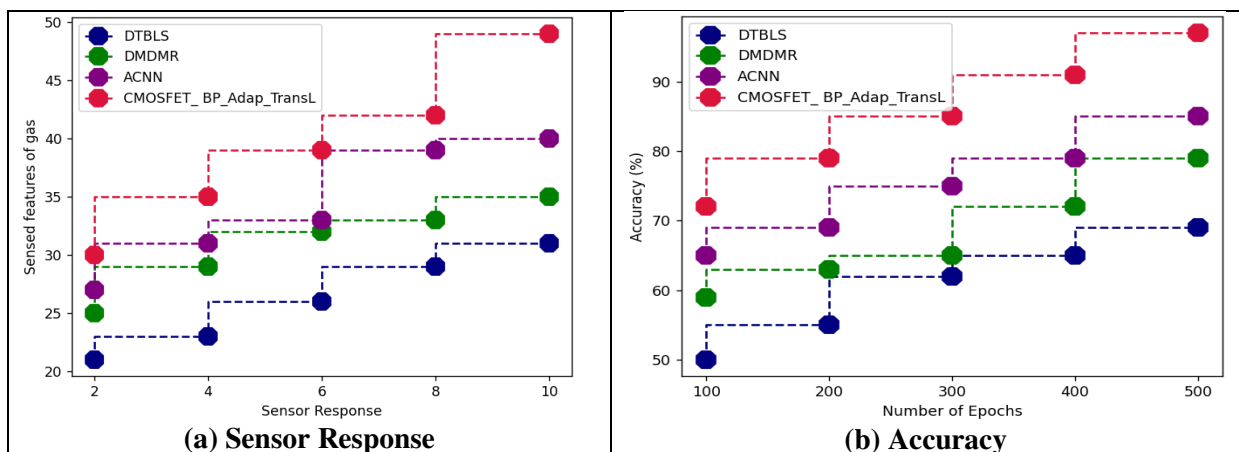 50
45
40
35
30
25
20
Sensed features of gas
DTBLS
DMDMR
ACNN
CMOSFET_ BP_Adap_TransL
2 4 6 8 10
Sensor Response
(a) Sensor Response
90
80
70
60
50
Accuracy (%)
DTBLS
DMDMR
ACNN
CMOSFET_ BP_Adap_TransL
100 200 300 400 500
Number of Epochs
(b) Accuracy